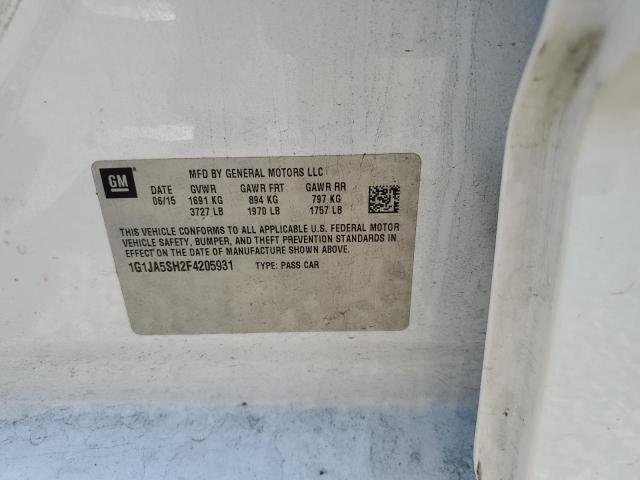 GM
MFD BY GENERAL MOTORS LLC
DATE GVWR GAWR FRT GAWR RR
06/15 1691 KG 894 KG 797 KG
3727 LB 1970 LB 1757 LB
THIS VEHICLE CONFORMS TO ALL APPLICABLE U.S. FEDERAL MOTOR
VEHICLE SAFETY, BUMPER, AND THEFT PREVENTION STANDARDS IN
EFFECT ON THE DATE OF MANUFACTURE SHOWN ABOVE.
1G1JA5SH2F4205931 TYPE: PASS CAR